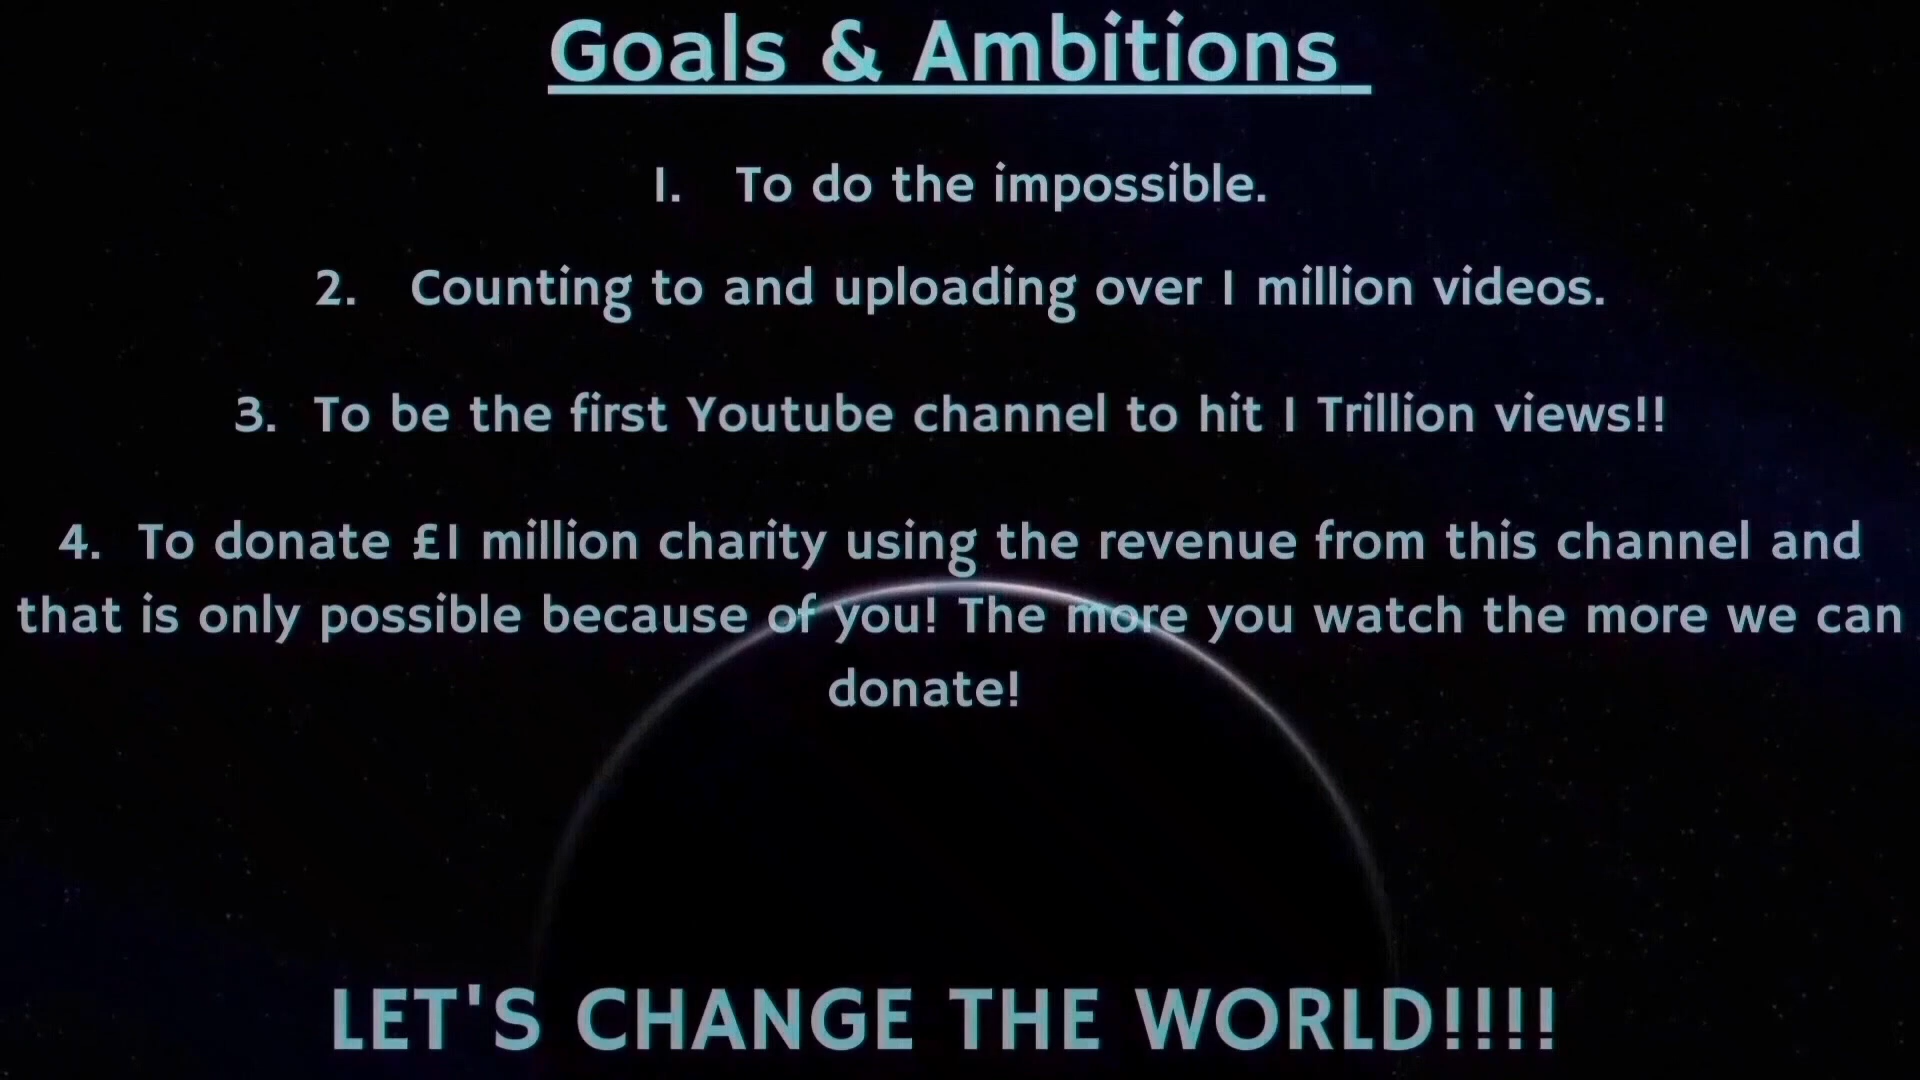 Goals & Ambitions
1. To do the impossible.
2. Counting to and uploading over 1 million videos.
3. To be the first Youtube channel to hit 1 Trillion views!!
4. To donate £1 million charity using the revenue from this channel and
that is only possible because of you! The more you watch the more we can
donate!
LET'S CHANGE THE WORLD!!!!